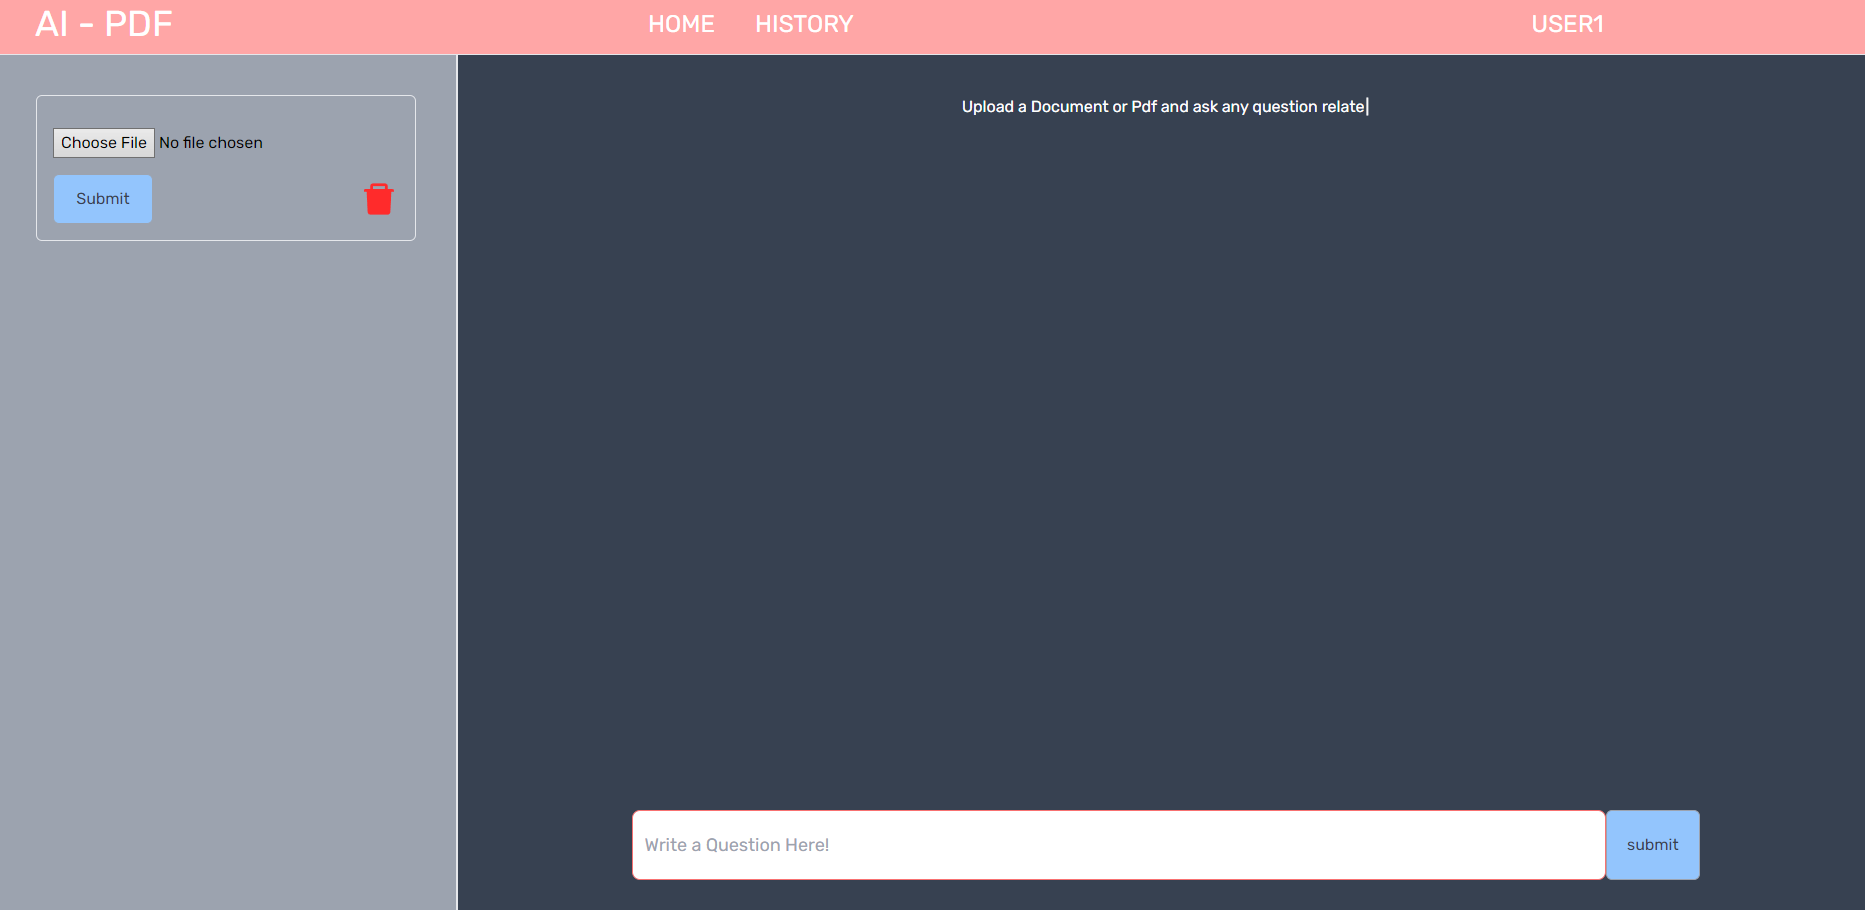 AI - PDF
HOME
HISTORY
USER1
Choose File No file chosen
Submit
Upload a Document or Pdf and ask any question relate
Write a Question Here!
submit